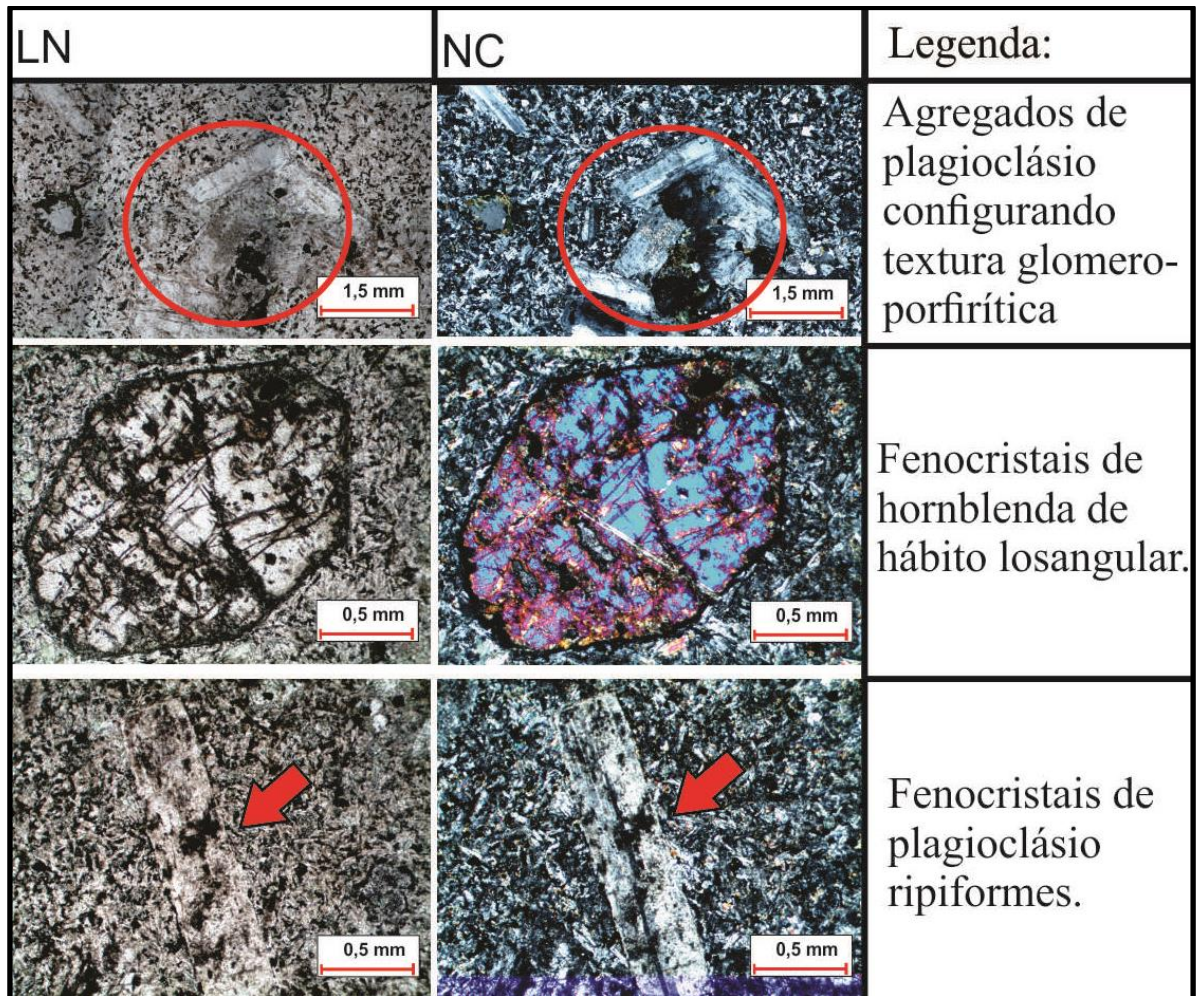 LN
NC
Legenda:
1,5 mm
1,5 mm
Agregados de
plagioclásio
configurando
textura glomero-
porfirítica
0,5 mm
0,5 mm
Fenocristais de
hornblenda de
hábito losangular.
0,5 mm
0,5 mm
Fenocristais de
plagioclásio
ripiformes.